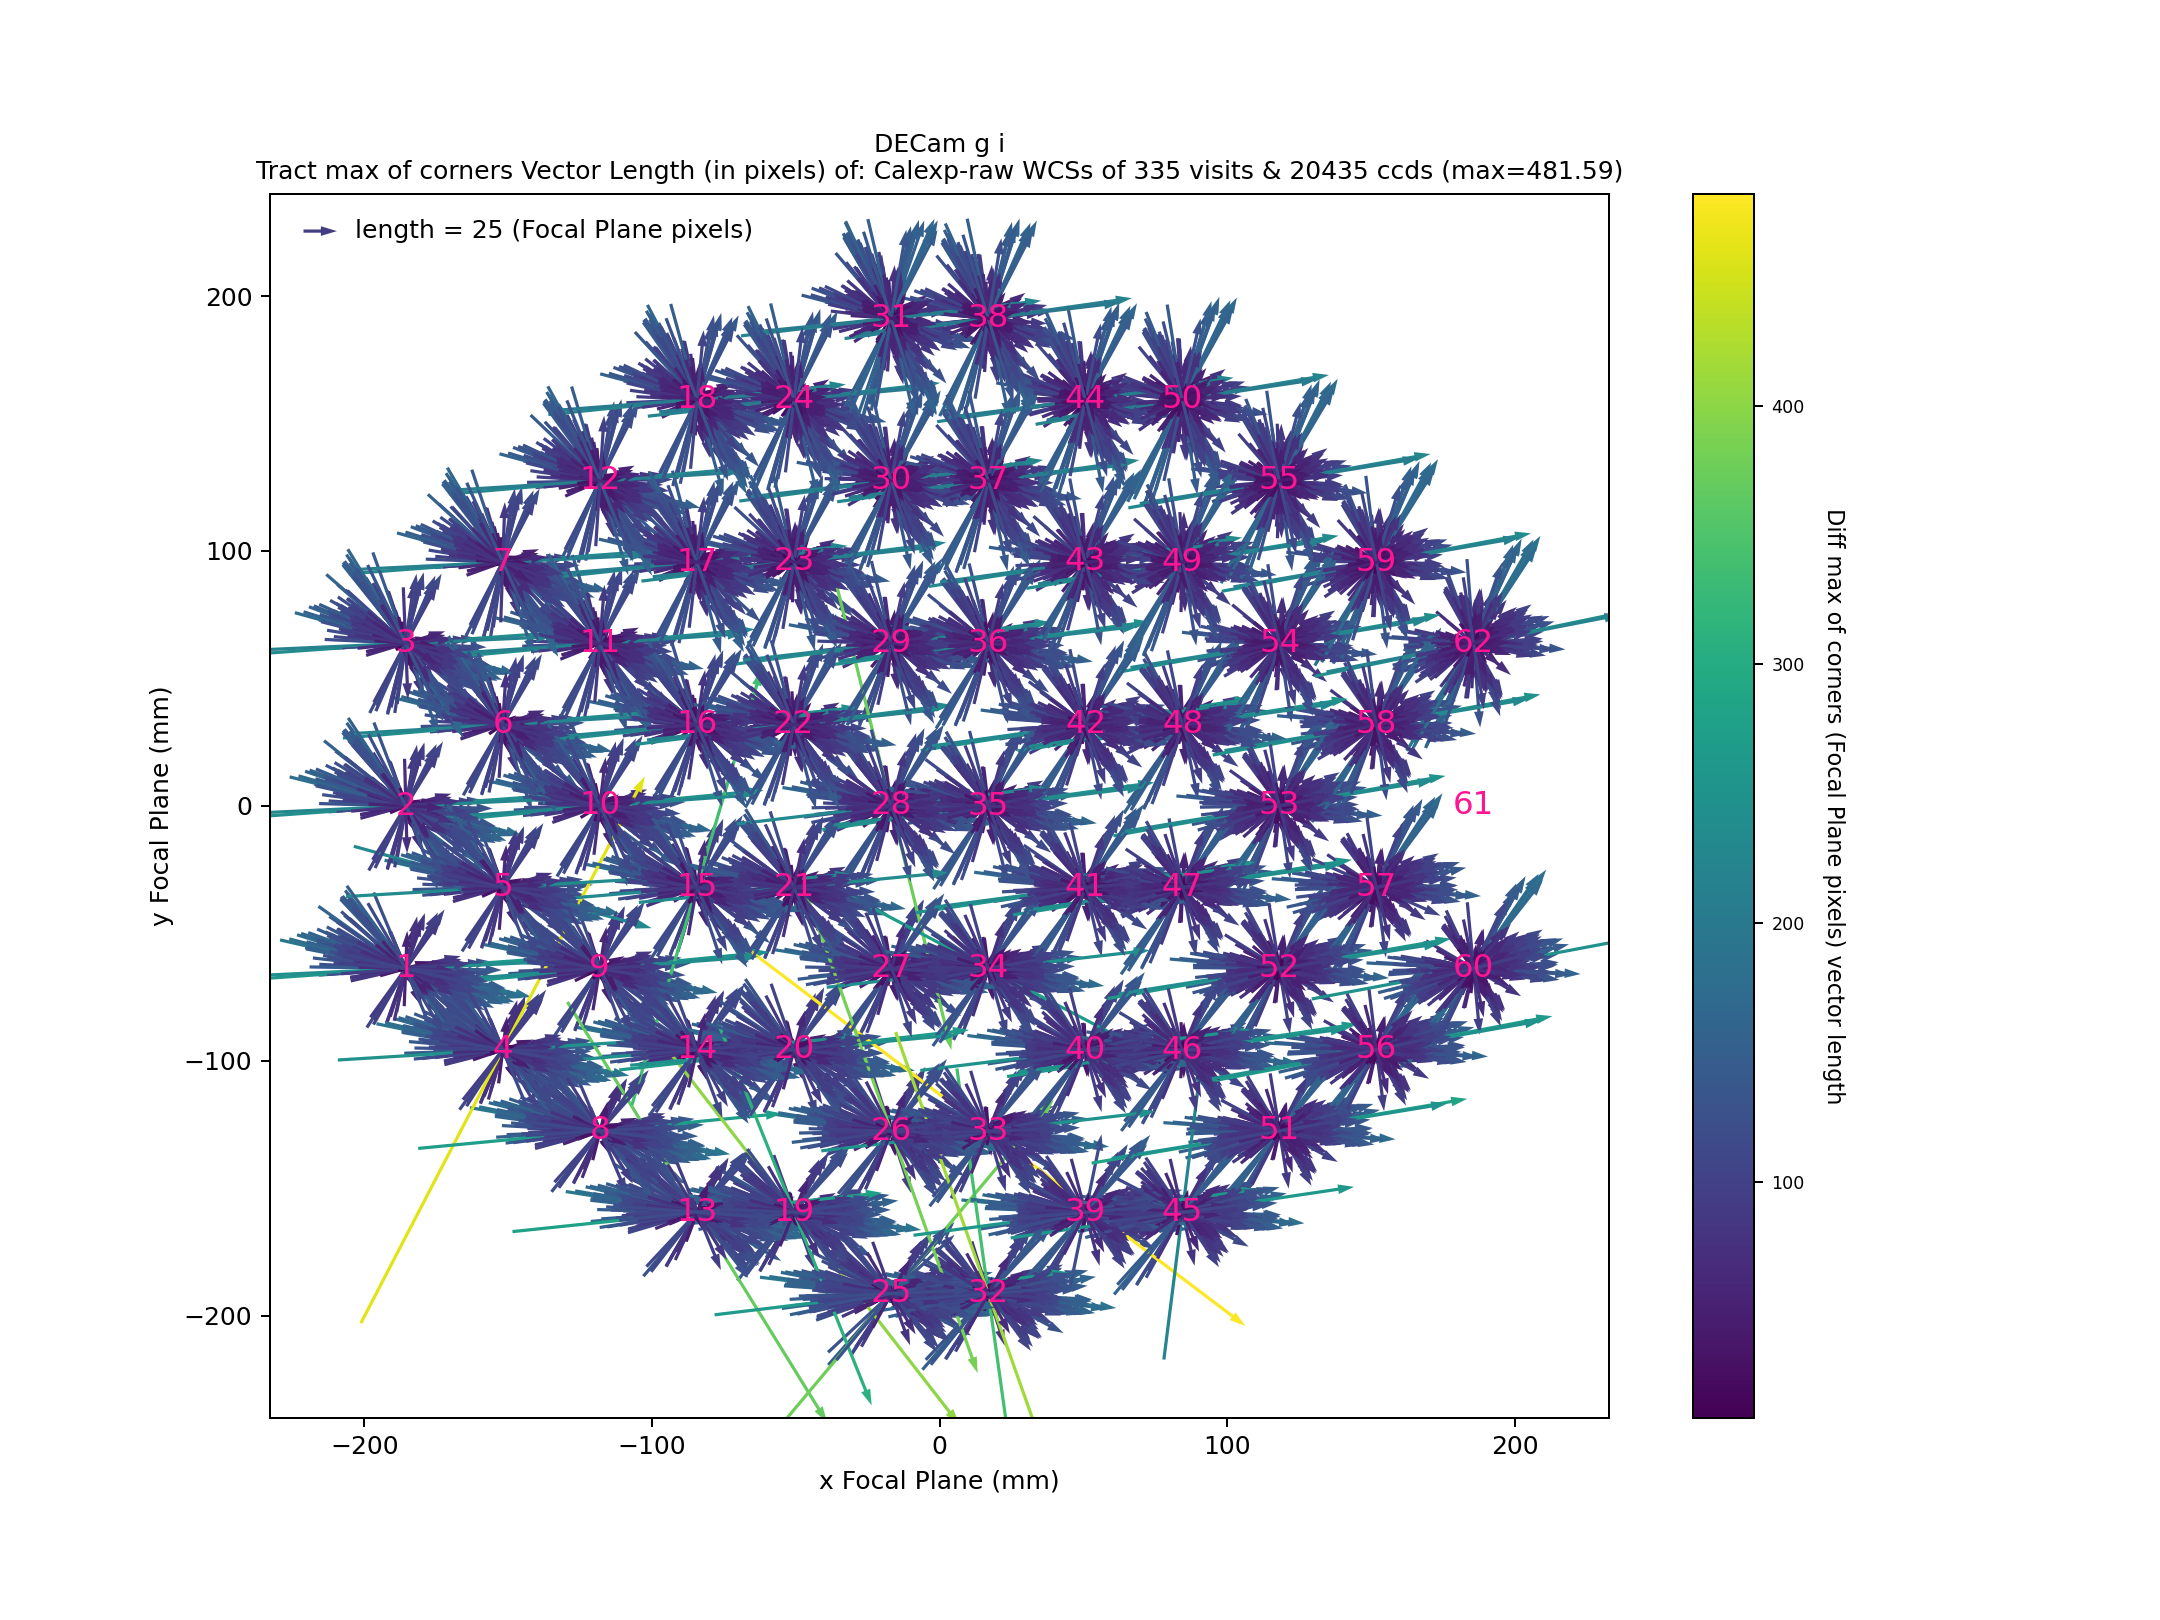 DECam g i
Tract max of corners Vector Length (in pixels) of: Calexp-raw WCSs of 335 visits & 20435 ccds (max=481.59)
length = 25 (Focal Plane pixels)
31 38
18 24 44 50
12 30 37 55
7 17 23 43 49 59
3 11 29 36 54 62
6 16 22 42 48 58
2 10 28 35 53 61
5 15 21 41 47 57
1 9 27 34 52 60
4 14 20 40 46 56
8 26 33 51
13 19 39 45
25 32
200
100
0
−100
−200
y Focal Plane (mm)
−200 −100 0 100 200
x Focal Plane (mm)
400
300
200
100
Diff max of corners (Focal Plane pixels) vector length